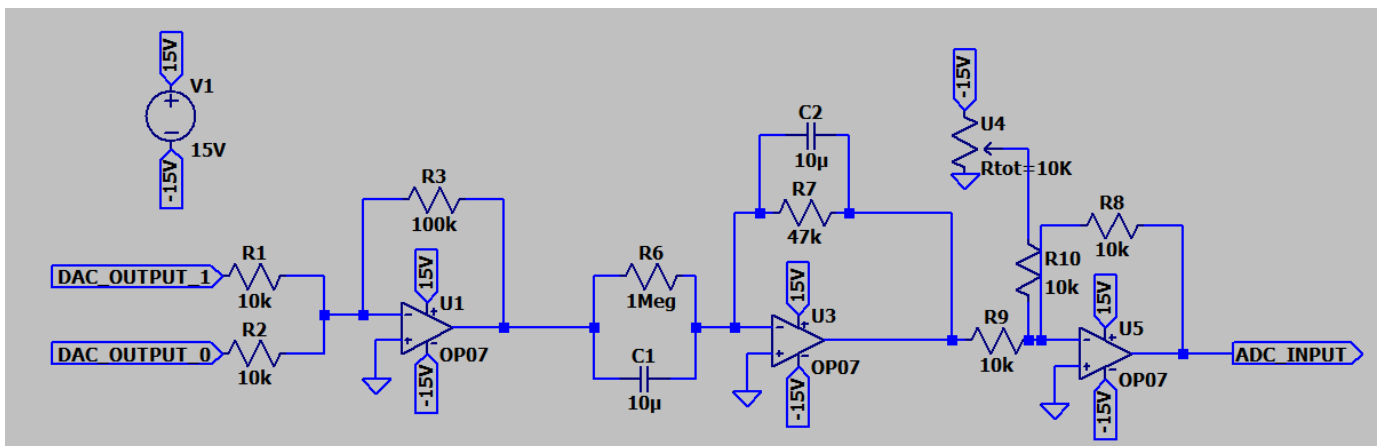 15V
V1
15V
-15V
DAC_OUTPUT_1
R1
10k
DAC_OUTPUT_0
R2
10k
R3
100k
15V
U1
OP07
-15V
R6
1Meg
C1
10µ
C2
10µ
R7
47k
15V
U3
OP07
-15V
-15V
U4
Rtot=10K
R10
10k
R9
10k
R8
10k
15V
U5
OP07
-15V
ADC_INPUT